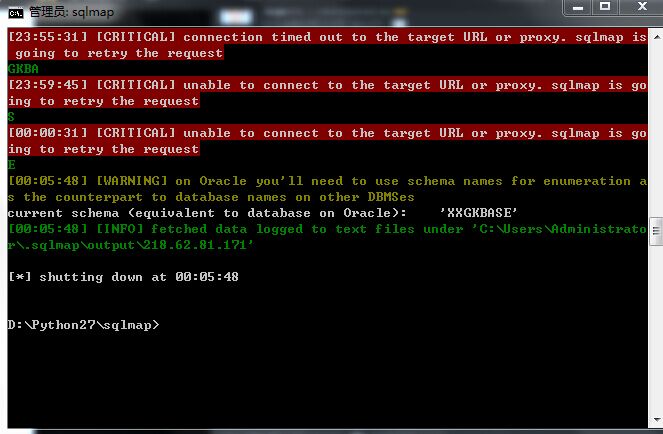 管理员: sqlmap
[23:55:31] [CRITICAL] connection timed out to the target URL or proxy. sqlmap is
going to retry the request
GKBA
[23:59:45] [CRITICAL] unable to connect to the target URL or proxy. sqlmap is go
ing to retry the request
S
[00:00:31] [CRITICAL] unable to connect to the target URL or proxy. sqlmap is go
ing to retry the request
E
[00:05:48] [WARNING] on Oracle you'll need to use schema names for enumeration a
s the counterpart to database names on other DBMSes
current schema (equivalent to database on Oracle):    'XXGKBASE'
[00:05:48] [INFO] fetched data logged to text files under 'C:\Users\Administrato
r\.sqlmap\output\218.62.81.171'
[*] shutting down at 00:05:48
D:\Python27\sqlmap>